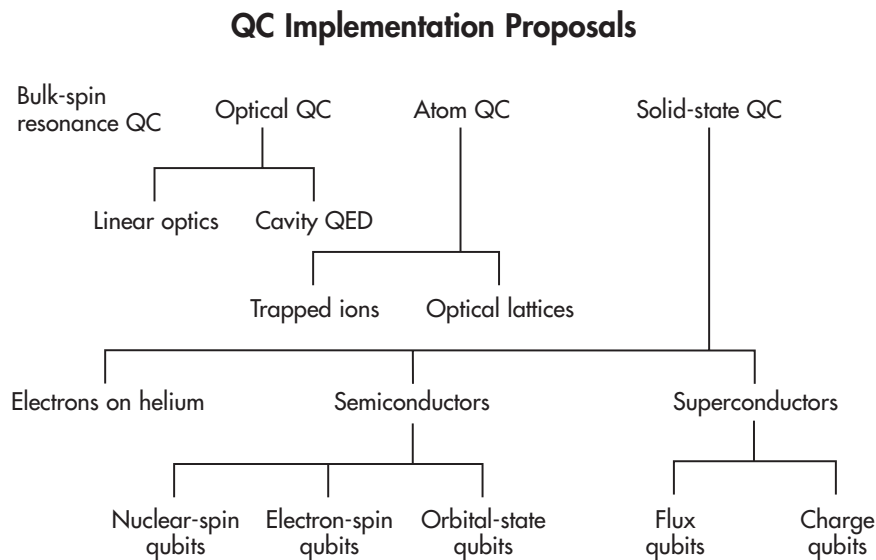 QC Implementation Proposals
Bulk-spin
resonance QC
Optical QC
Atom QC
Solid-state QC
Linear optics
Cavity QED
Trapped ions
Optical lattices
Electrons on helium
Semiconductors
Superconductors
Nuclear-spin
qubits
Electron-spin
qubits
Orbital-state
qubits
Flux
qubits
Charge
qubits